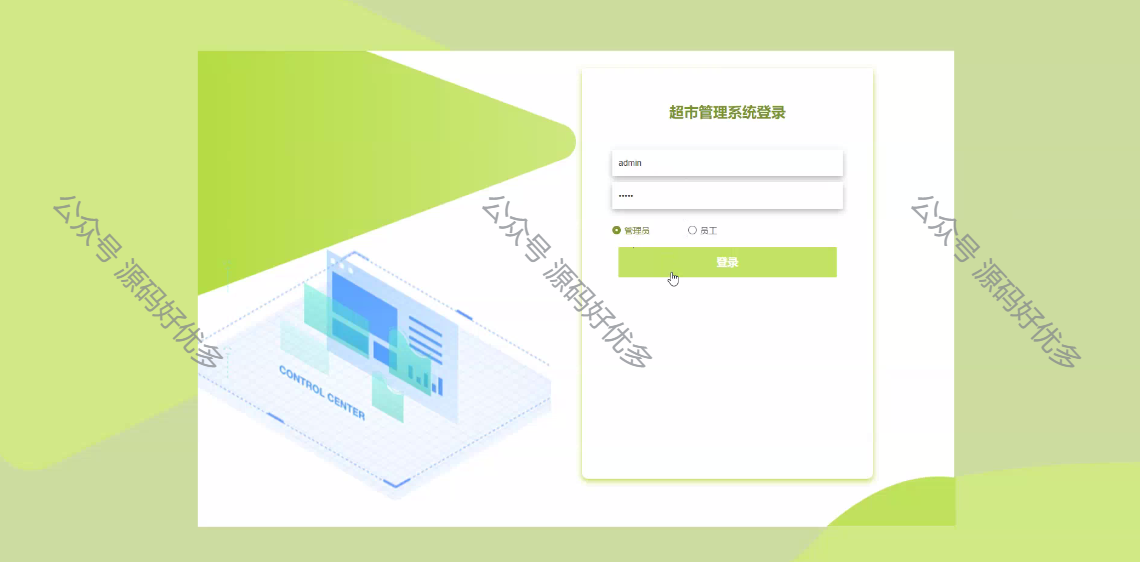 超市管理系统登录
admin
•••••
管理员
员工
登录
CONTROL CENTER
公众号 源码好优多
公众号 源码好优多
公众号 源码好优多